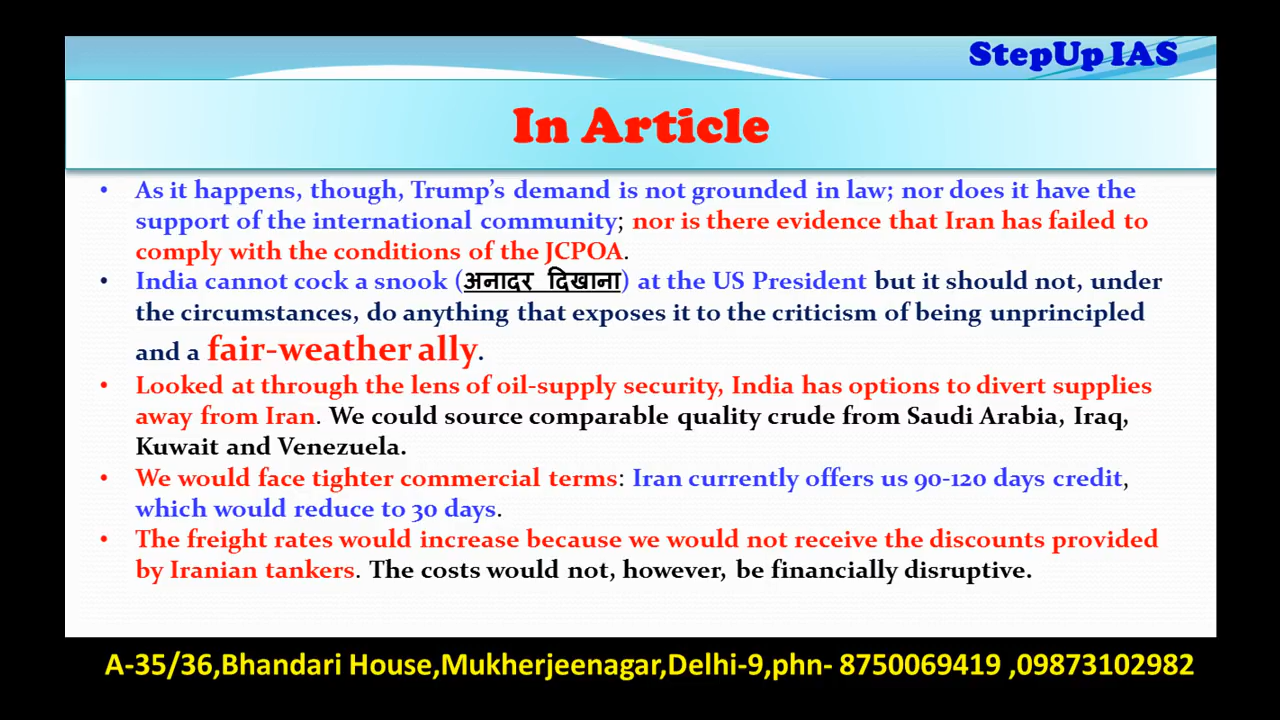 StepUp IAS
In Article
• As it happens, though, Trump's demand is not grounded in law; nor does it have the
support of the international community; nor is there evidence that Iran has failed to
comply with the conditions of the JCPOA.
• India cannot cock a snook (अनादर दिखाना) at the US President but it should not, under
the circumstances, do anything that exposes it to the criticism of being unprincipled
and a fair-weather ally.
• Looked at through the lens of oil-supply security, India has options to divert supplies
away from Iran. We could source comparable quality crude from Saudi Arabia, Iraq,
Kuwait and Venezuela.
• We would face tighter commercial terms: Iran currently offers us 90-120 days credit,
which would reduce to 30 days.
• The freight rates would increase because we would not receive the discounts provided
by Iranian tankers. The costs would not, however, be financially disruptive.
A-35/36,Bhandari House,Mukherjeenagar,Delhi-9,phn- 8750069419 ,09873102982